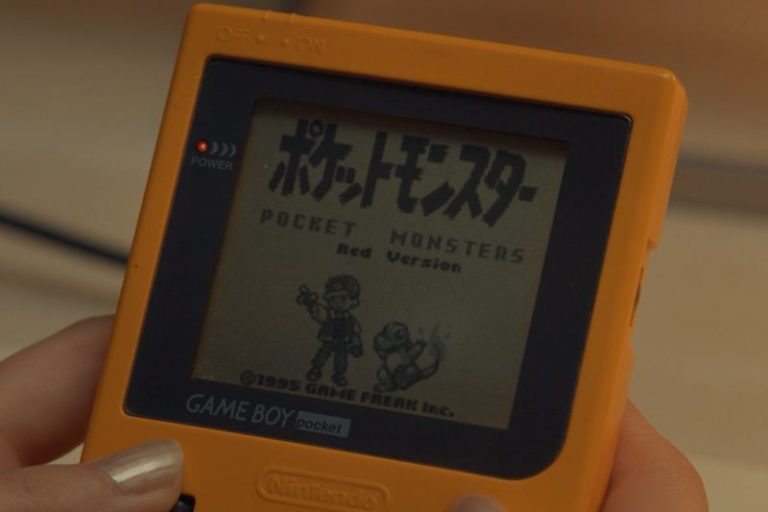 OFF • • ON
POWER
ポケットモンスター
POCKET MONSTERS
Red Version
©1995 GAME FREAK Inc.
GAME BOY pocket
Nintendo